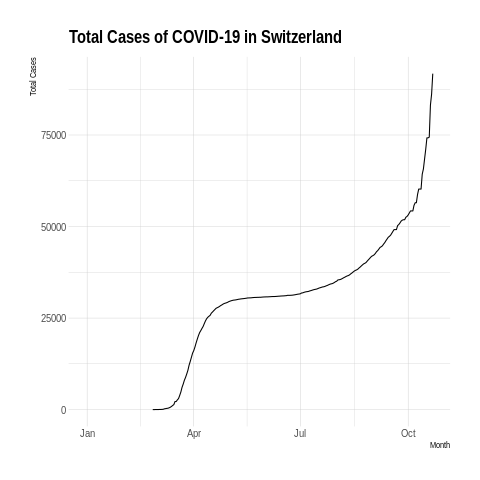 Total Cases of COVID-19 in Switzerland
Total Cases
75000
50000
25000
0
Jan Apr Jul Oct
Month